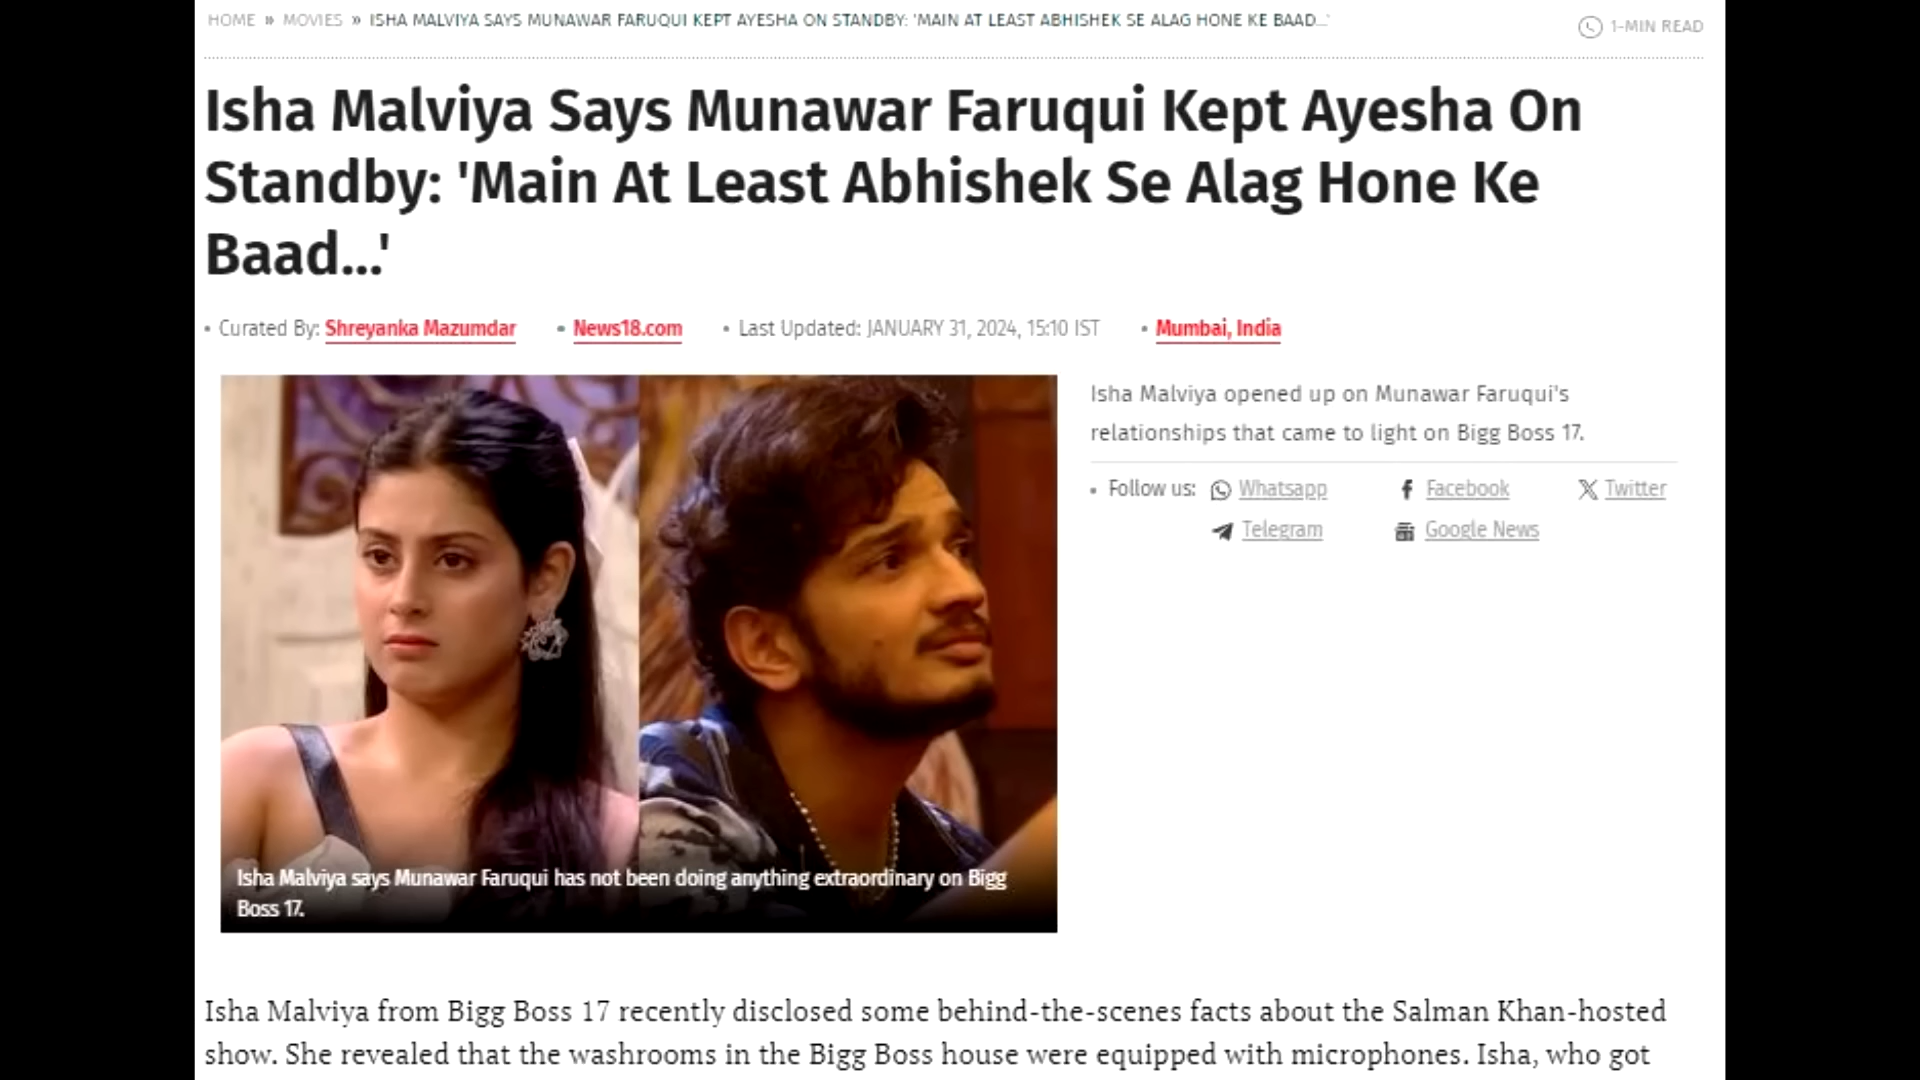 HOME » MOVIES » ISHA MALVIYA SAYS MUNAWAR FARUQUI KEPT AYESHA ON STANDBY: 'MAIN AT LEAST ABHISHEK SE ALAG HONE KE BAAD...'
1-MIN READ
Isha Malviya Says Munawar Faruqui Kept Ayesha On
Standby: 'Main At Least Abhishek Se Alag Hone Ke
Baad...'
• Curated By: Shreyanka Mazumdar • News18.com • Last Updated: JANUARY 31, 2024, 15:10 IST • Mumbai, India
Isha Malviya says Munawar Faruqui has not been doing anything extraordinary on Bigg
Boss 17.
Isha Malviya opened up on Munawar Faruqui's
relationships that came to light on Bigg Boss 17.
• Follow us: Whatsapp Facebook Twitter
Telegram Google News
Isha Malviya from Bigg Boss 17 recently disclosed some behind-the-scenes facts about the Salman Khan-hosted
show. She revealed that the washrooms in the Bigg Boss house were equipped with microphones. Isha, who got